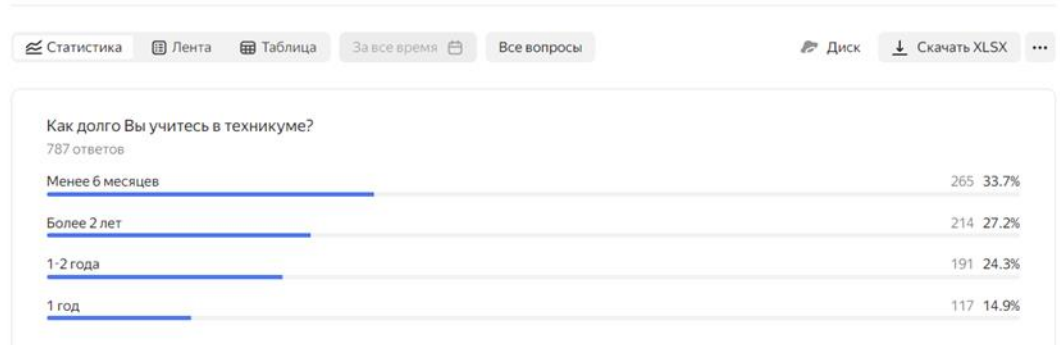 Статистика Лента Таблица За все время Все вопросы Диск Скачать XLSX
Как долго Вы учитесь в техникуме?
787 ответов
Менее 6 месяцев 265 33.7%
Более 2 лет 214 27.2%
1-2 года 191 24.3%
1 год 117 14.9%